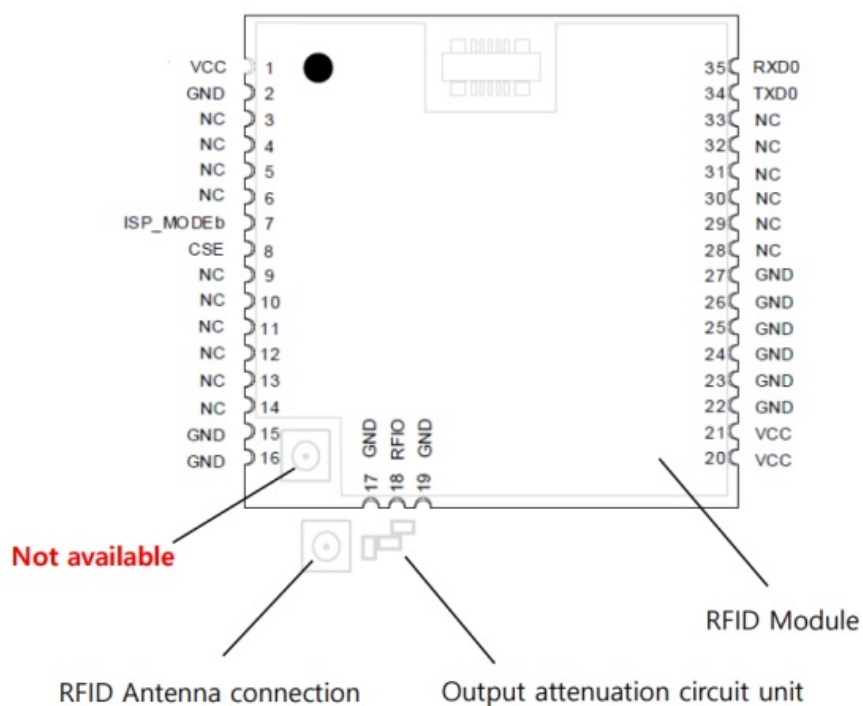 VCC 1
GND 2
NC 3
NC 4
NC 5
NC 6
ISP_MODEb 7
CSE 8
NC 9
NC 10
NC 11
NC 12
NC 13
NC 14
GND 15
GND 16
17 GND
18 RFIO
19 GND
35 RXD0
34 TXD0
33 NC
32 NC
31 NC
30 NC
29 NC
28 NC
27 GND
26 GND
25 GND
24 GND
23 GND
22 GND
21 VCC
20 VCC
Not available
RFID Module
RFID Antenna connection
Output attenuation circuit unit